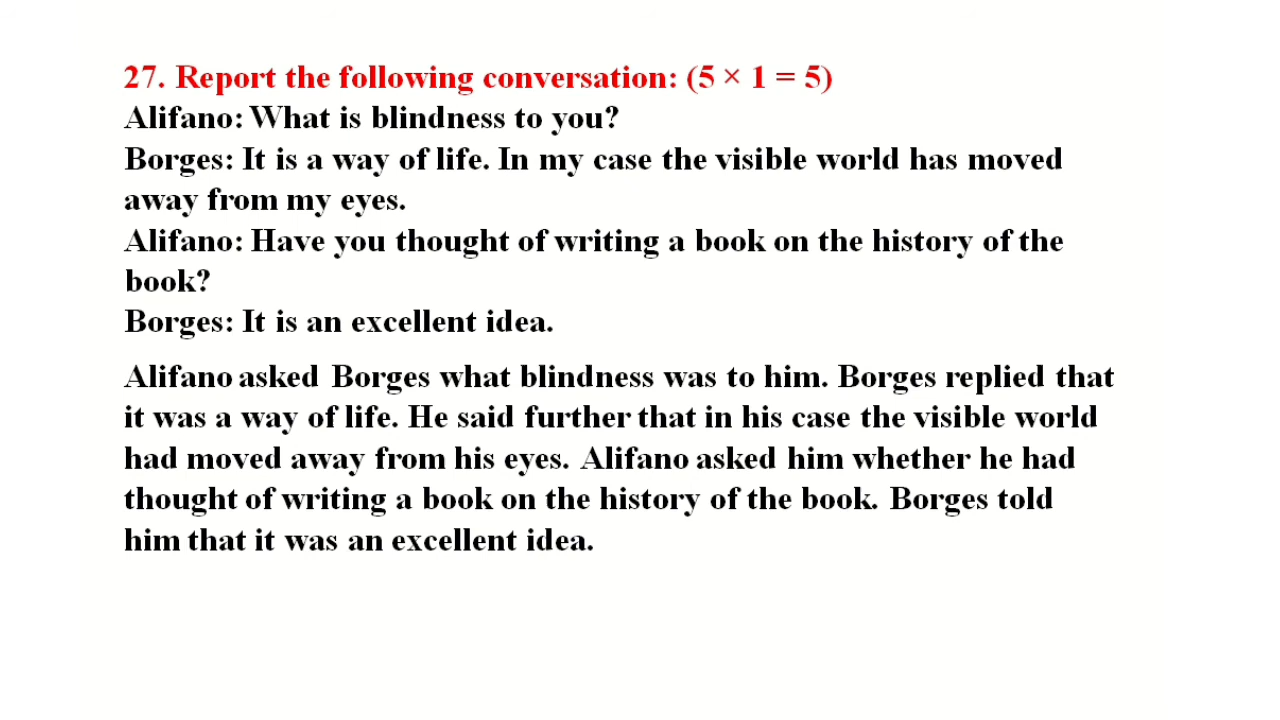 27. Report the following conversation: (5 × 1 = 5)
Alifano: What is blindness to you?
Borges: It is a way of life. In my case the visible world has moved
away from my eyes.
Alifano: Have you thought of writing a book on the history of the
book?
Borges: It is an excellent idea.
Alifano asked Borges what blindness was to him. Borges replied that
it was a way of life. He said further that in his case the visible world
had moved away from his eyes. Alifano asked him whether he had
thought of writing a book on the history of the book. Borges told
him that it was an excellent idea.